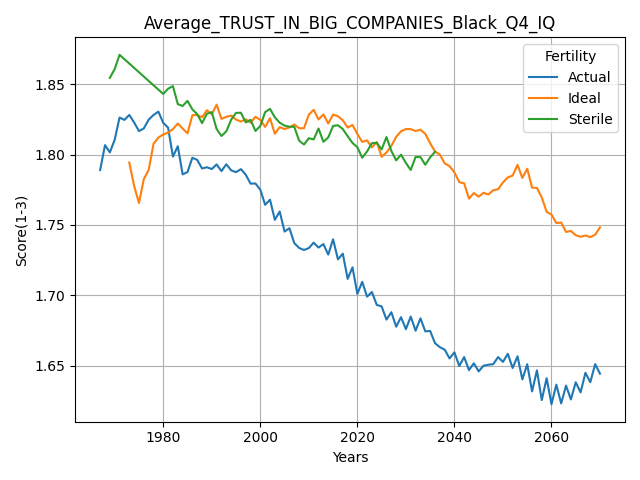 Average_TRUST_IN_BIG_COMPANIES_Black_Q4_IQ
Fertility
Actual
Ideal
Sterile
Score(1-3)
1.85
1.80
1.75
1.70
1.65
1980
2000
2020
2040
2060
Years